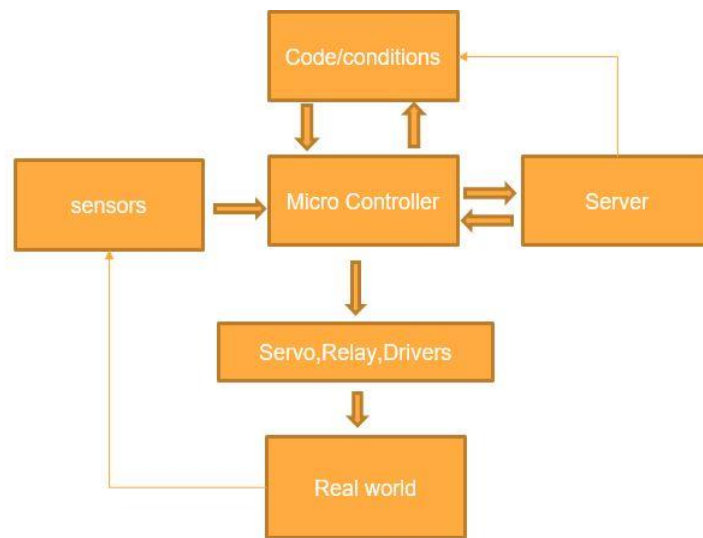 Code/conditions
sensors
Micro Controller
Server
Servo,Relay,Drivers
Real world